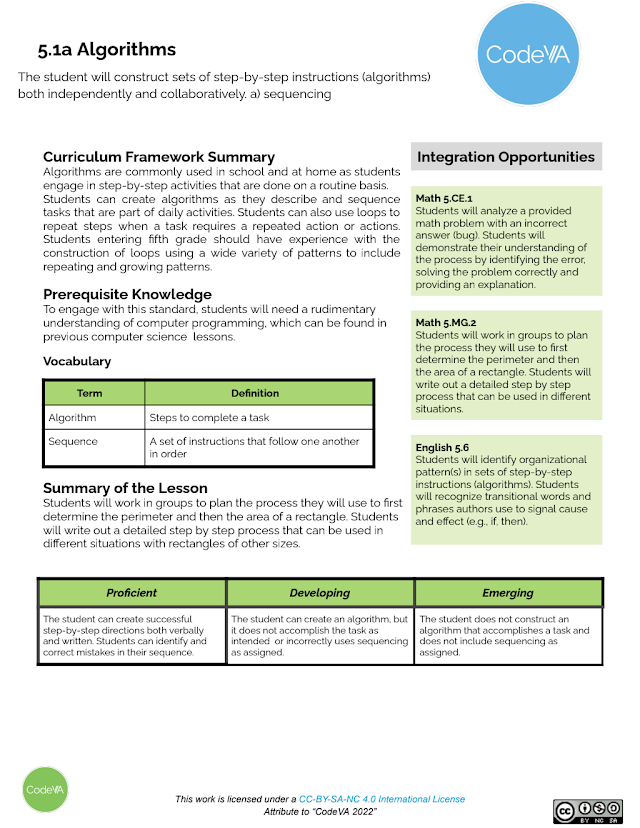 5.1a Algorithms
CodeVA
The student will construct sets of step-by-step instructions (algorithms)
both independently and collaboratively. a) sequencing
Curriculum Framework Summary
Algorithms are commonly used in school and at home as students
engage in step-by-step activities that are done on a routine basis.
Students can create algorithms as they describe and sequence
tasks that are part of daily activities. Students can also use loops to
repeat steps when a task requires a repeated action or actions.
Students entering fifth grade should have experience with the
construction of loops using a wide variety of patterns to include
repeating and growing patterns.
Prerequisite Knowledge
To engage with this standard, students will need a rudimentary
understanding of computer programming, which can be found in
previous computer science lessons.
Vocabulary
Term Definition
Algorithm Steps to complete a task
Sequence A set of instructions that follow one another
in order
Summary of the Lesson
Students will work in groups to plan the process they will use to first
determine the perimeter and then the area of a rectangle. Students
will write out a detailed step by step process that can be used in
different situations with rectangles of other sizes.
Integration Opportunities
Math 5.CE.1
Students will analyze a provided
math problem with an incorrect
answer (bug). Students will
demonstrate their understanding of
the process by identifying the error,
solving the problem correctly and
providing an explanation.
Math 5.MG.2
Students will work in groups to plan
the process they will use to first
determine the perimeter and then
the area of a rectangle. Students will
write out a detailed step by step
process that can be used in different
situations.
English 5.6
Students will identify organizational
pattern(s) in sets of step-by-step
instructions (algorithms). Students
will recognize transitional words and
phrases authors use to signal cause
and effect (e.g., if, then).
Proficient Developing Emerging
The student can create successful
step-by-step directions both verbally
and written. Students can identify and
correct mistakes in their sequence.
The student can create an algorithm, but
it does not accomplish the task as
intended or incorrectly uses sequencing
as assigned.
The student does not construct an
algorithm that accomplishes a task and
does not include sequencing as
assigned.
CodeVA
This work is licensed under a CC-BY-SA-NC 4.0 International License
Attribute to "CodeVA 2022"
cc
BY NC SA